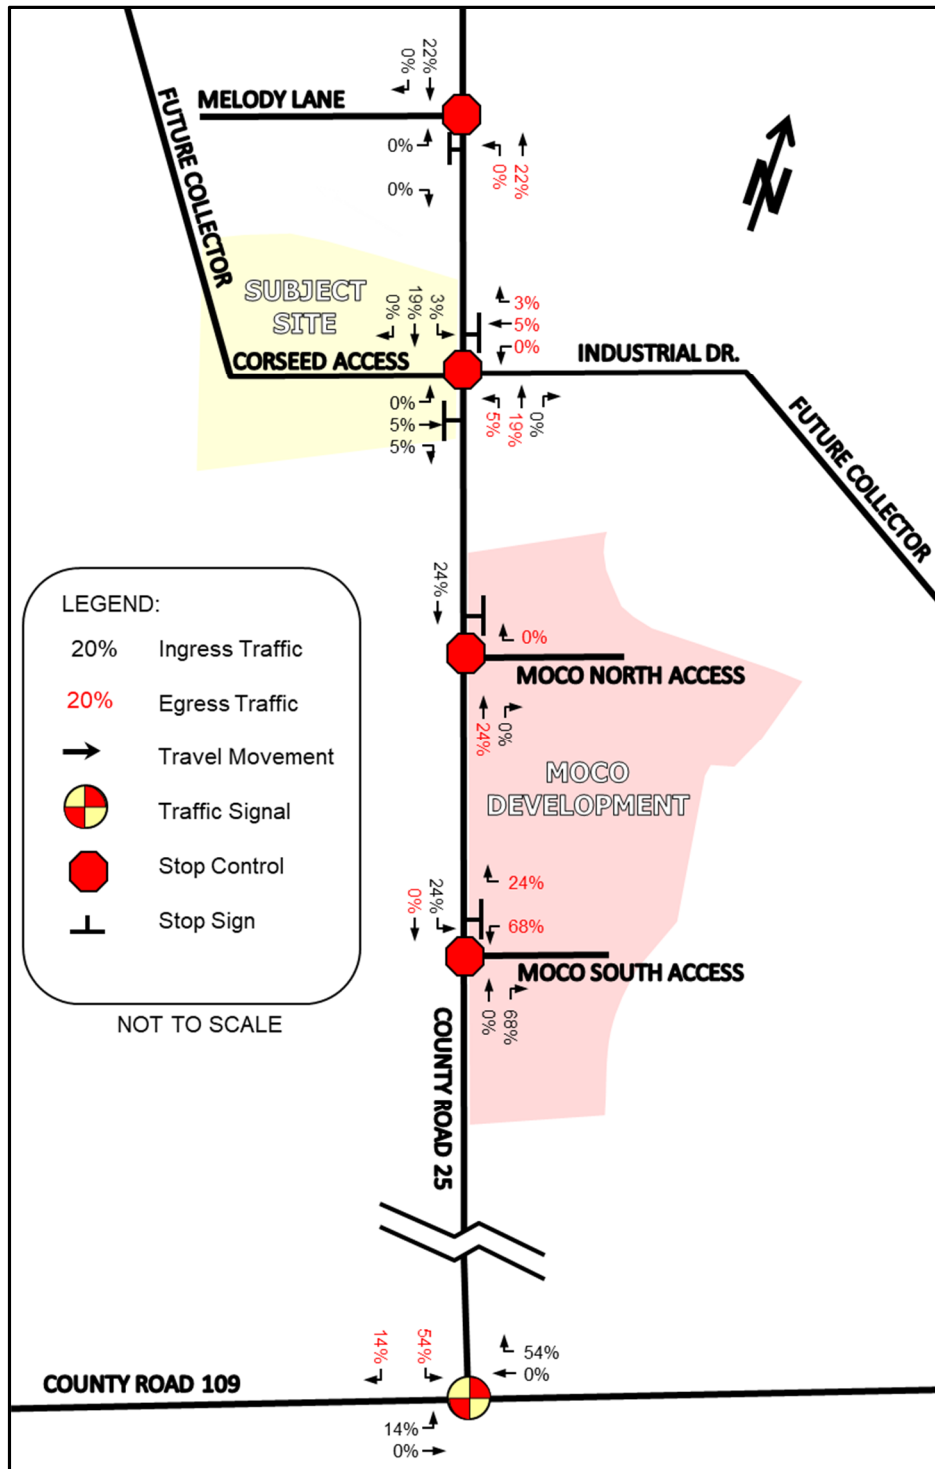 22%
0%
MELODY LANE
0%
0%
0%
22%
N
FUTURE COLLECTOR
SUBJECT
SITE
0%
19%
3%
3%
5%
0%
CORSEED ACCESS
INDUSTRIAL DR.
0%
5%
5%
5%
19%
0%
FUTURE COLLECTOR
24%
0%
MOCO NORTH ACCESS
24%
0%
MOCO
DEVELOPMENT
LEGEND:
20% Ingress Traffic
20% Egress Traffic
Travel Movement
Traffic Signal
Stop Control
Stop Sign
NOT TO SCALE
0%
24%
24%
68%
MOCO SOUTH ACCESS
0%
68%
COUNTY ROAD 25
14%
54%
54%
0%
COUNTY ROAD 109
14%
0%